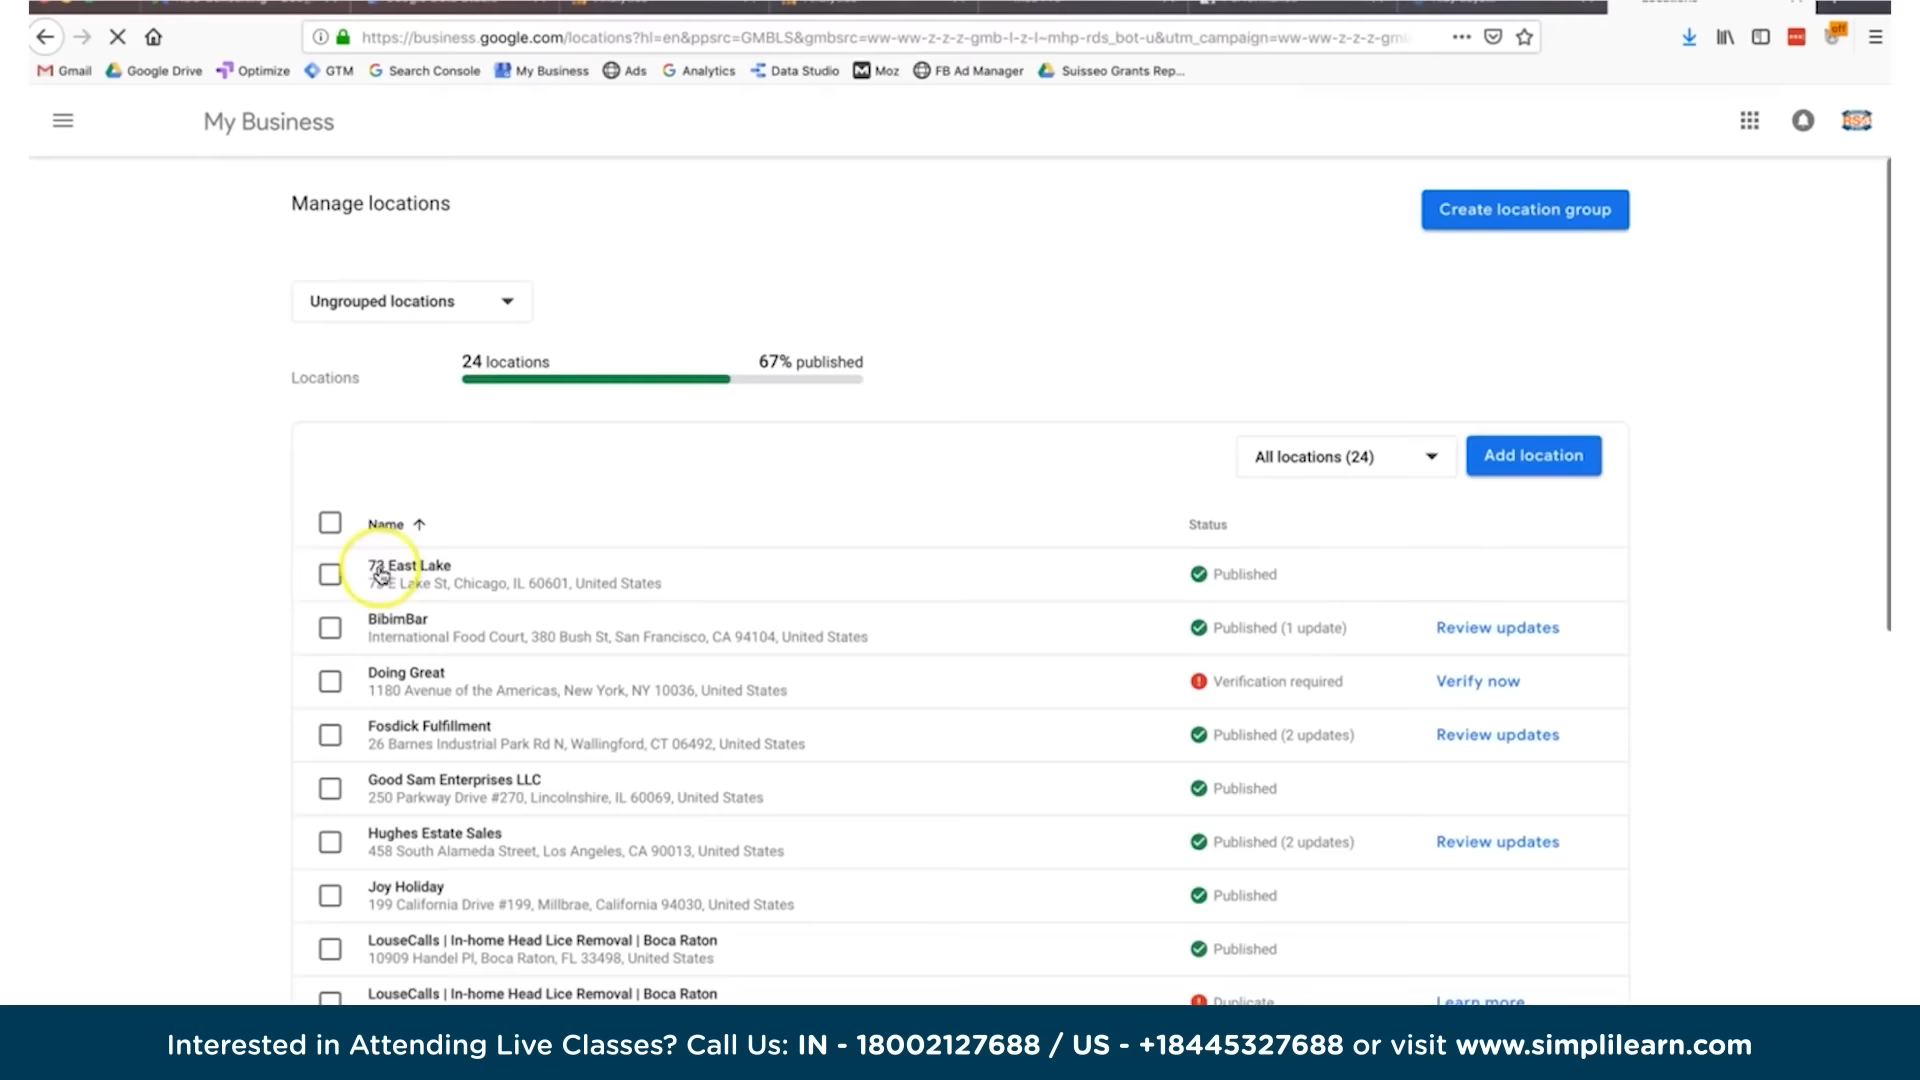 https://business.google.com/locations?hl=en&ppsrc=GMBLS&gmbsrc=ww-ww-z-z-z-gmb-l-z-l~mhp-rds_bot-u&utm_campaign=ww-ww-z-z-z-gm
off
Gmail Google Drive Optimize GTM Search Console My Business Ads Analytics Data Studio Moz FB Ad Manager Suisseo Grants Rep...
My Business
Manage locations
Create location group
Ungrouped locations
24 locations 67% published
Locations
All locations (24)
Add location
Name Status
73 East Lake
E Lake St, Chicago, IL 60601, United States
Published
BibimBar
International Food Court, 380 Bush St, San Francisco, CA 94104, United States
Published (1 update) Review updates
Doing Great
1180 Avenue of the Americas, New York, NY 10036, United States
Verification required Verify now
Fosdick Fulfillment
26 Barnes Industrial Park Rd N, Wallingford, CT 06492, United States
Published (2 updates) Review updates
Good Sam Enterprises LLC
250 Parkway Drive #270, Lincolnshire, IL 60069, United States
Published
Hughes Estate Sales
458 South Alameda Street, Los Angeles, CA 90013, United States
Published (2 updates) Review updates
Joy Holiday
199 California Drive #199, Millbrae, California 94030, United States
Published
LouseCalls | In-home Head Lice Removal | Boca Raton
10909 Handel Pl, Boca Raton, FL 33498, United States
Published
LouseCalls | In-home Head Lice Removal | Boca Raton
Duplicate Learn more
Interested in Attending Live Classes? Call Us: IN - 18002127688 / US - +18445327688 or visit www.simplilearn.com